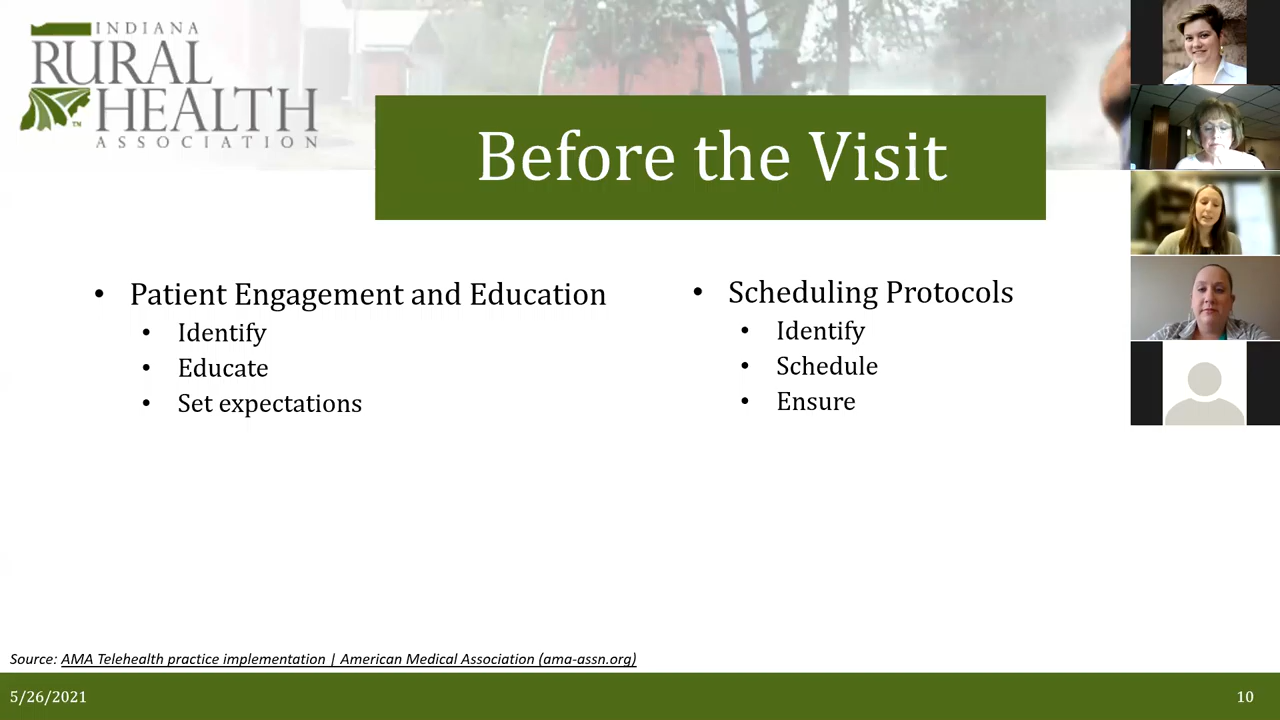 INDIANA
RURAL
HEALTH
ASSOCIATION
TM
Before the Visit
• Patient Engagement and Education
• Identify
• Educate
• Set expectations
• Scheduling Protocols
• Identify
• Schedule
• Ensure
Source: AMA Telehealth practice implementation | American Medical Association (ama-assn.org)
5/26/2021
10